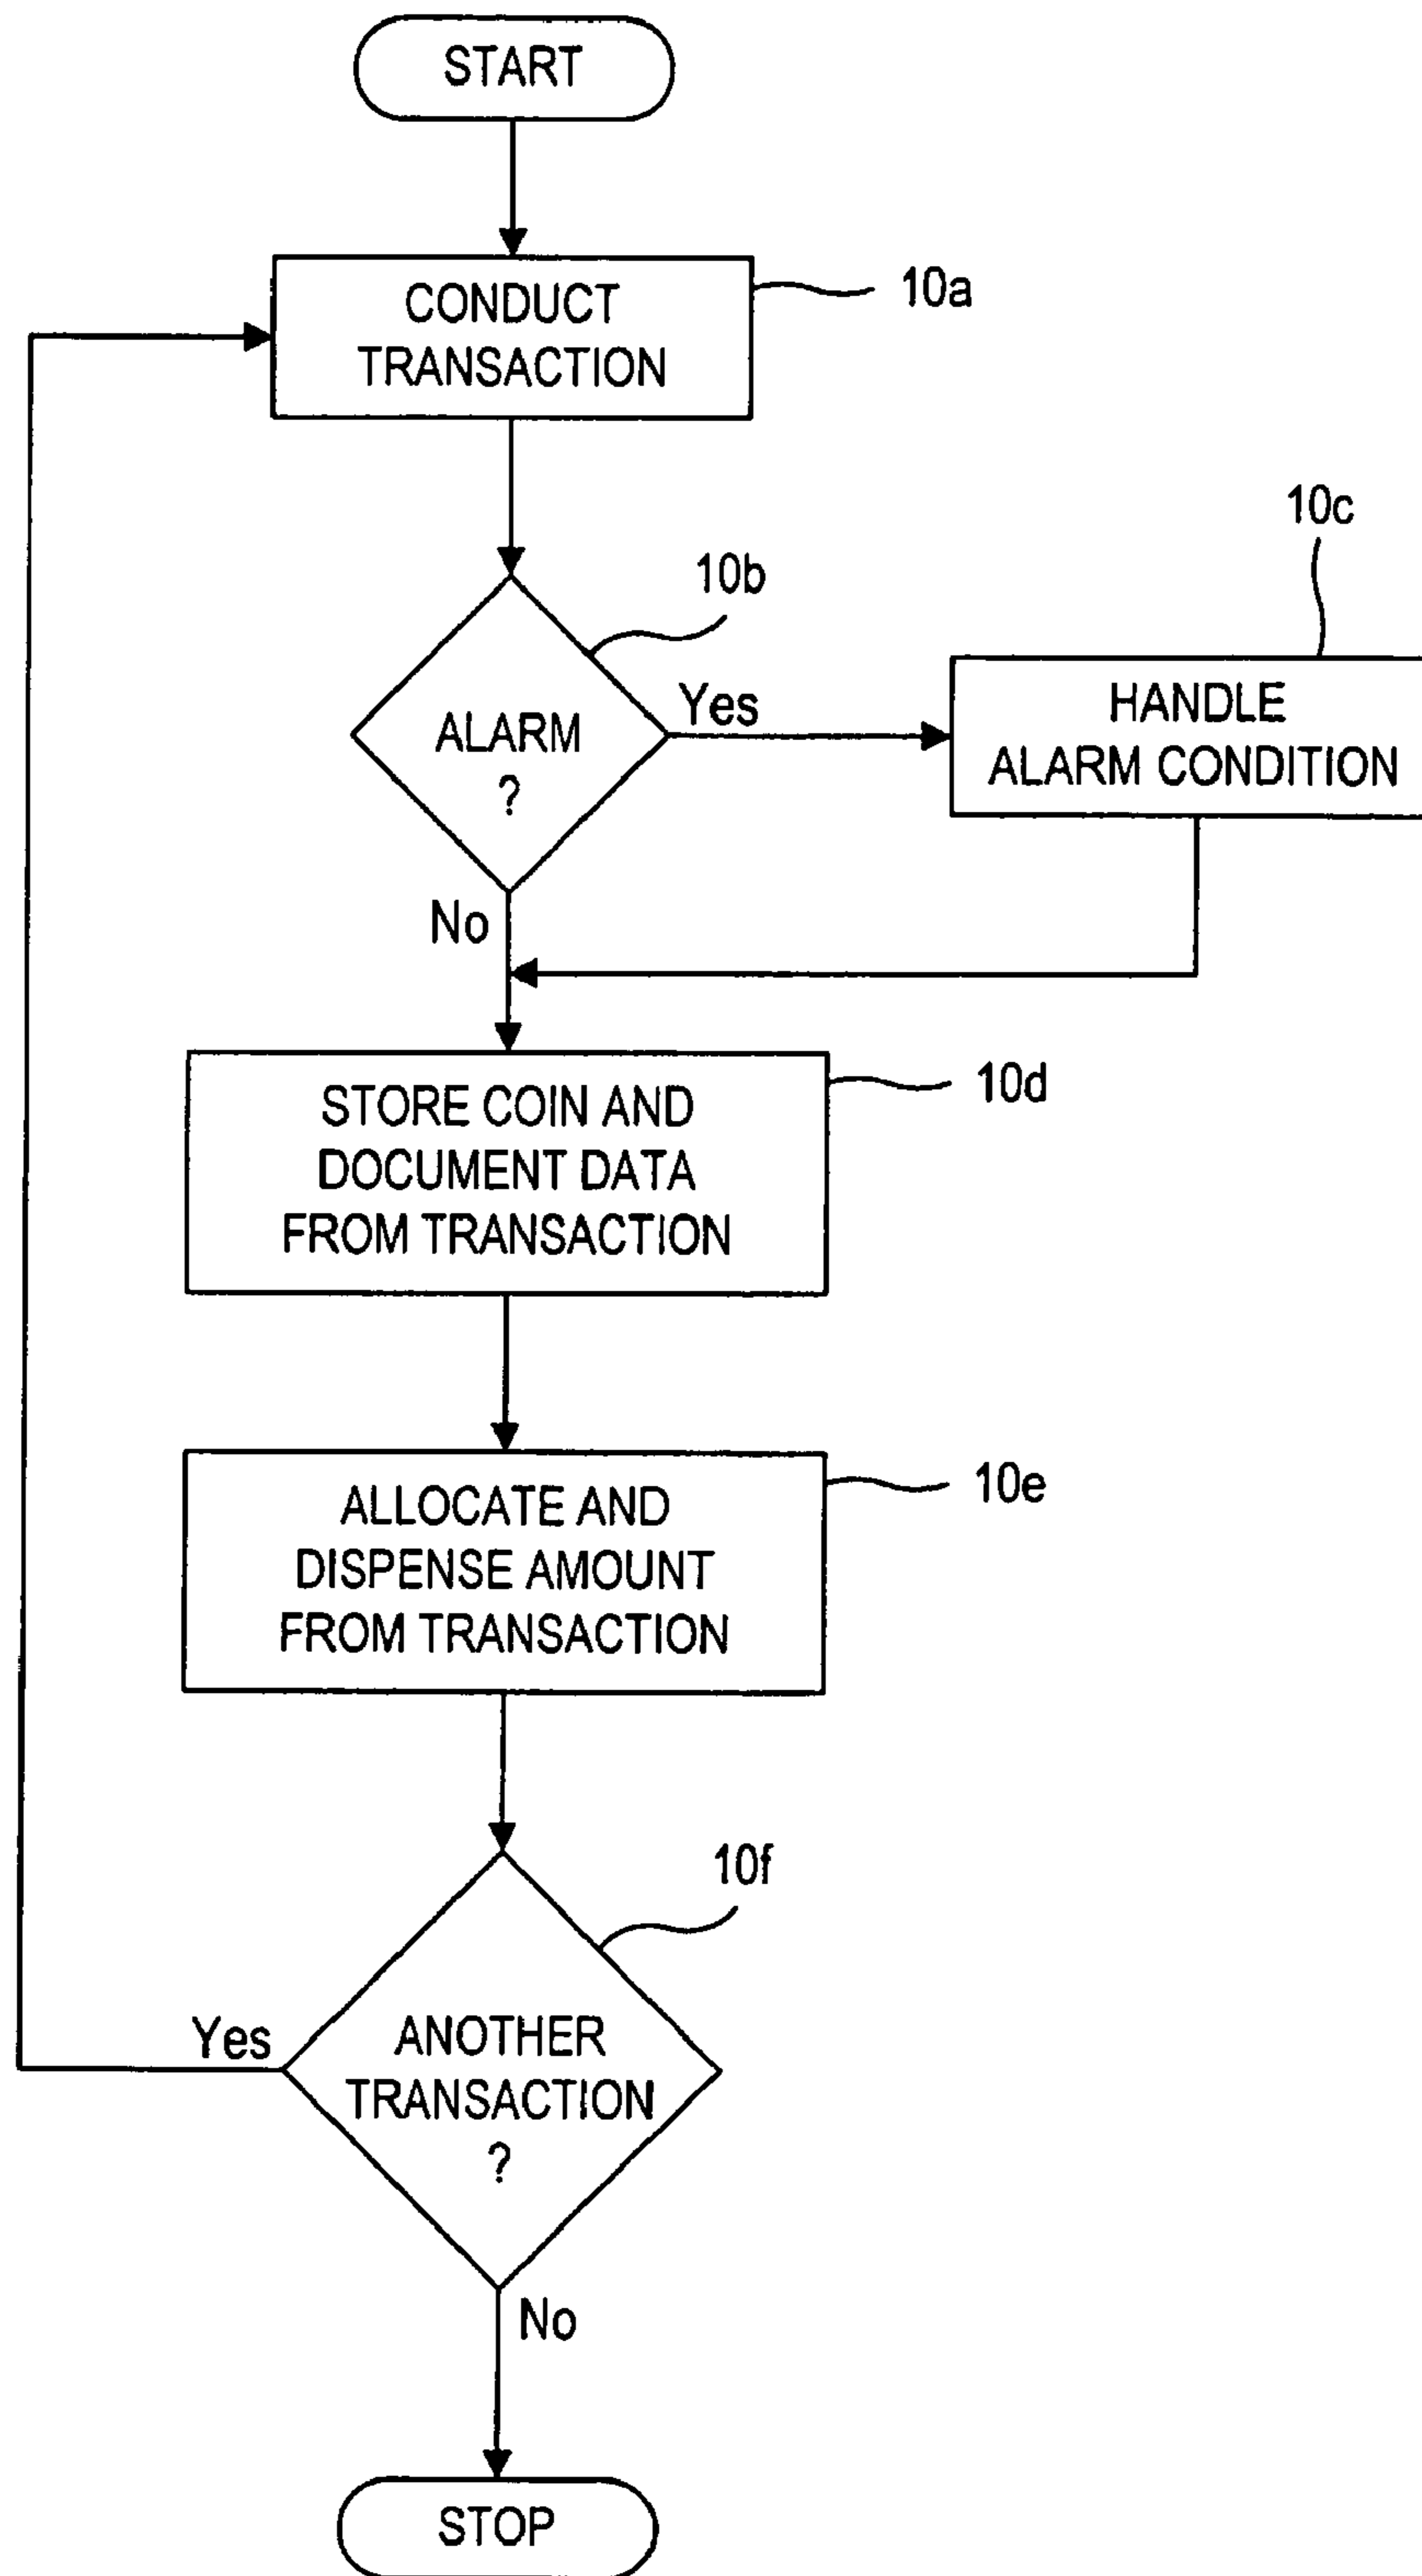 START
CONDUCT
TRANSACTION
10a
10b
10c
ALARM
?
Yes
HANDLE
ALARM CONDITION
No
STORE COIN AND
DOCUMENT DATA
FROM TRANSACTION
10d
ALLOCATE AND
DISPENSE AMOUNT
FROM TRANSACTION
10e
10f
Yes
ANOTHER
TRANSACTION
?
No
STOP